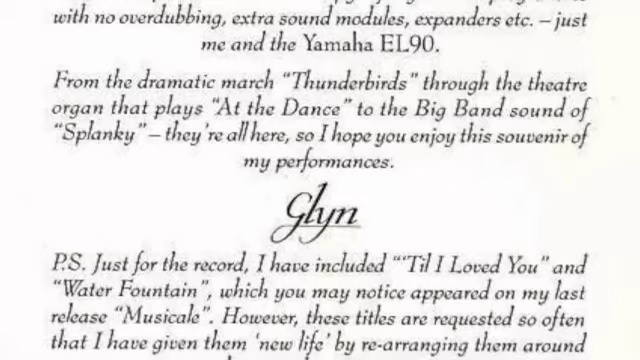 with no overdubbing, extra sound modules, expanders etc. – just
me and the Yamaha EL90.
From the dramatic march "Thunderbirds" through the theatre
organ that plays "At the Dance" to the Big Band sound of
"Splanky" – they're all here, so I hope you enjoy this souvenir of
my performances.
Glyn
P.S. Just for the record, I have included "'Til I Loved You" and
"Water Fountain", which you may notice appeared on my last
release "Musicale". However, these titles are requested so often
that I have given them 'new life' by re-arranging them around